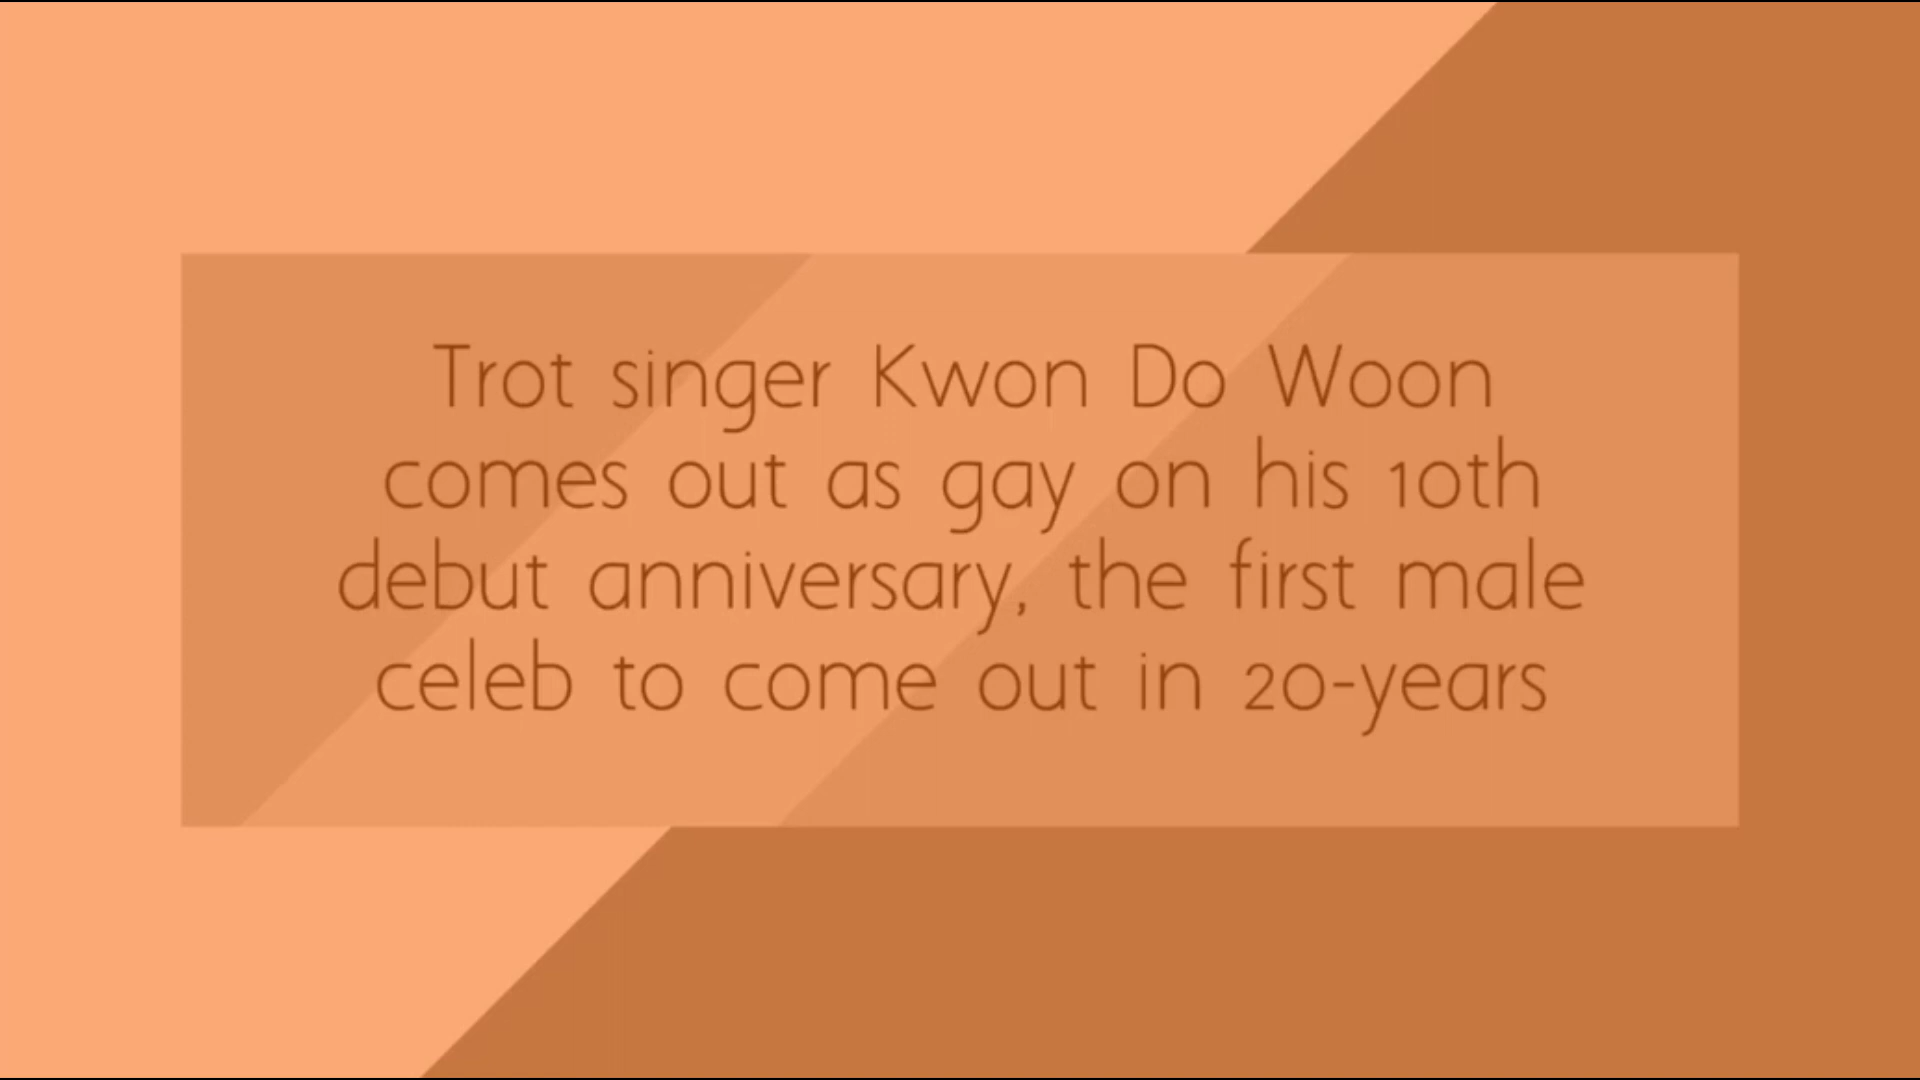 Trot singer Kwon Do Woon
comes out as gay on his 10th
debut anniversary, the first male
celeb to come out in 20-years